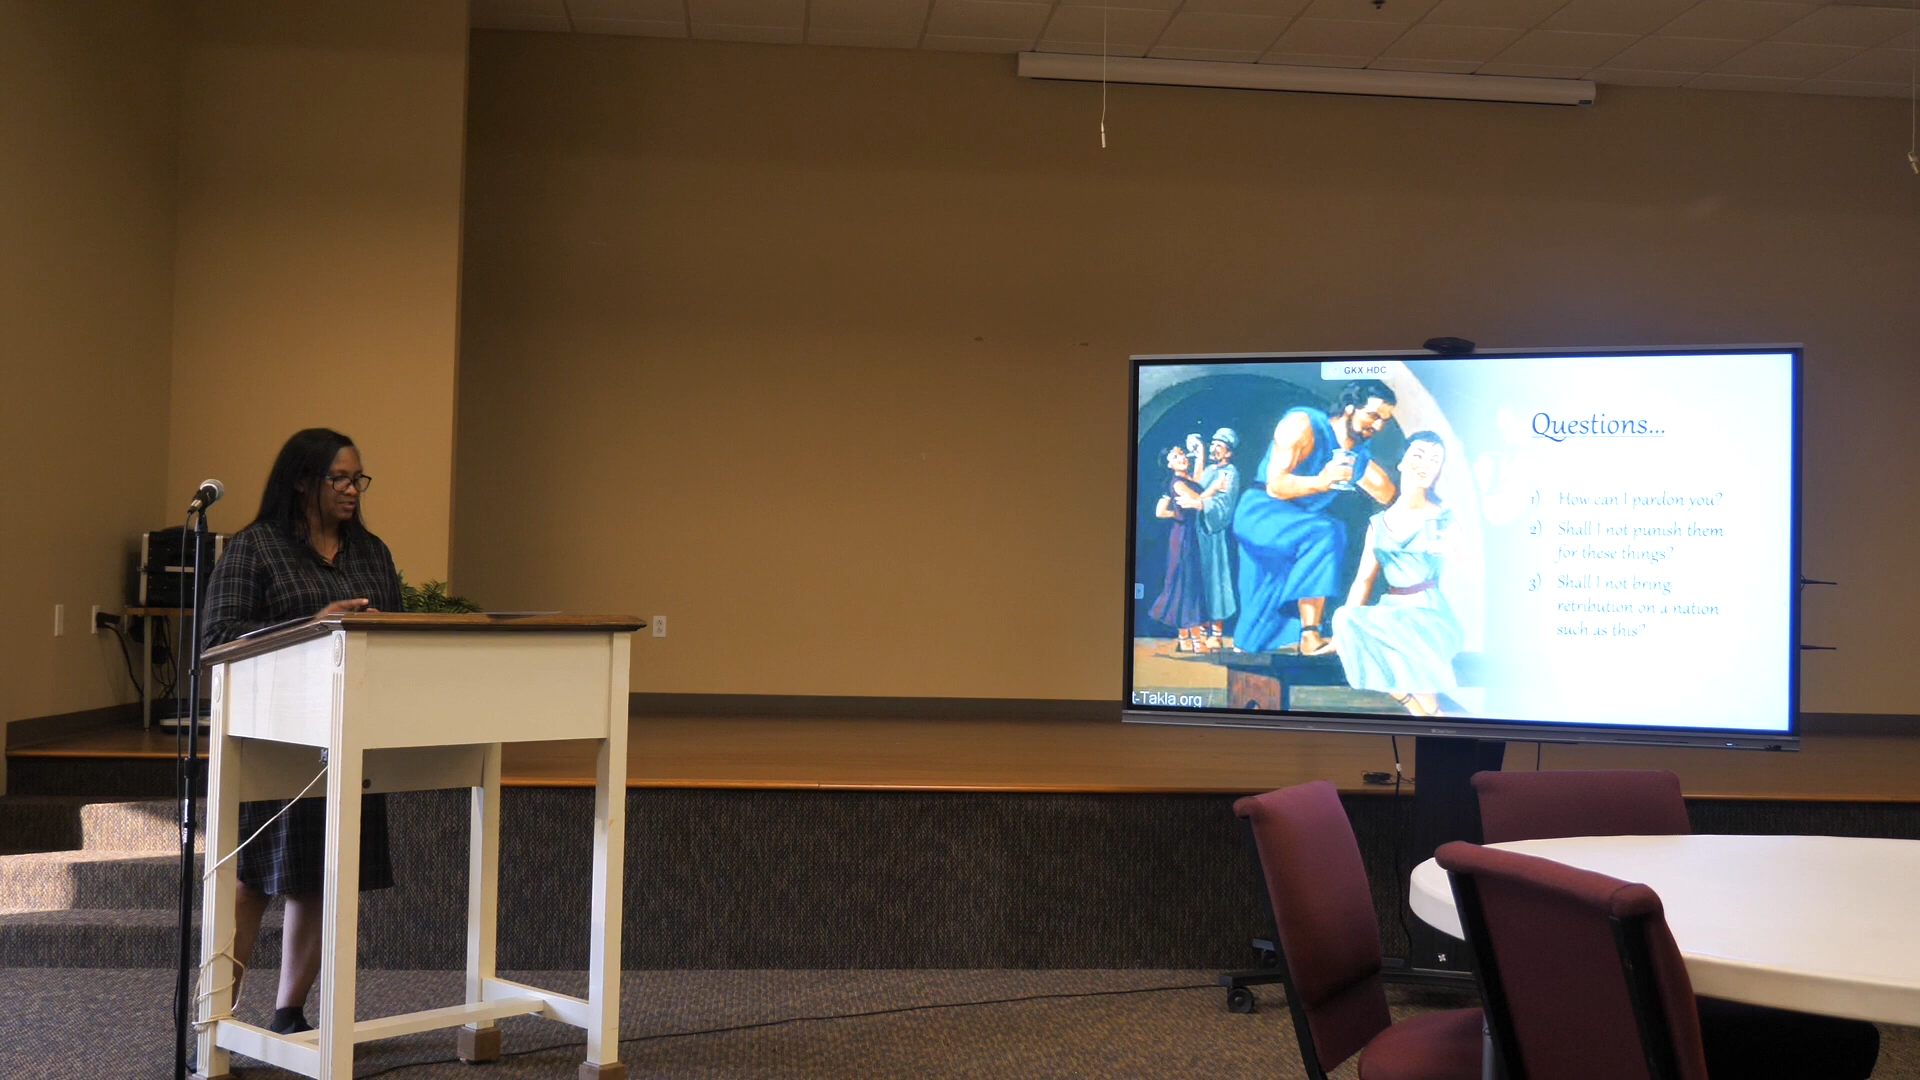 GKX HDC
Questions...
1) How can I pardon you?
2) Shall I not punish them
for these things?
3) Shall I not bring
retribution on a nation
such as this?
t-Takla.org